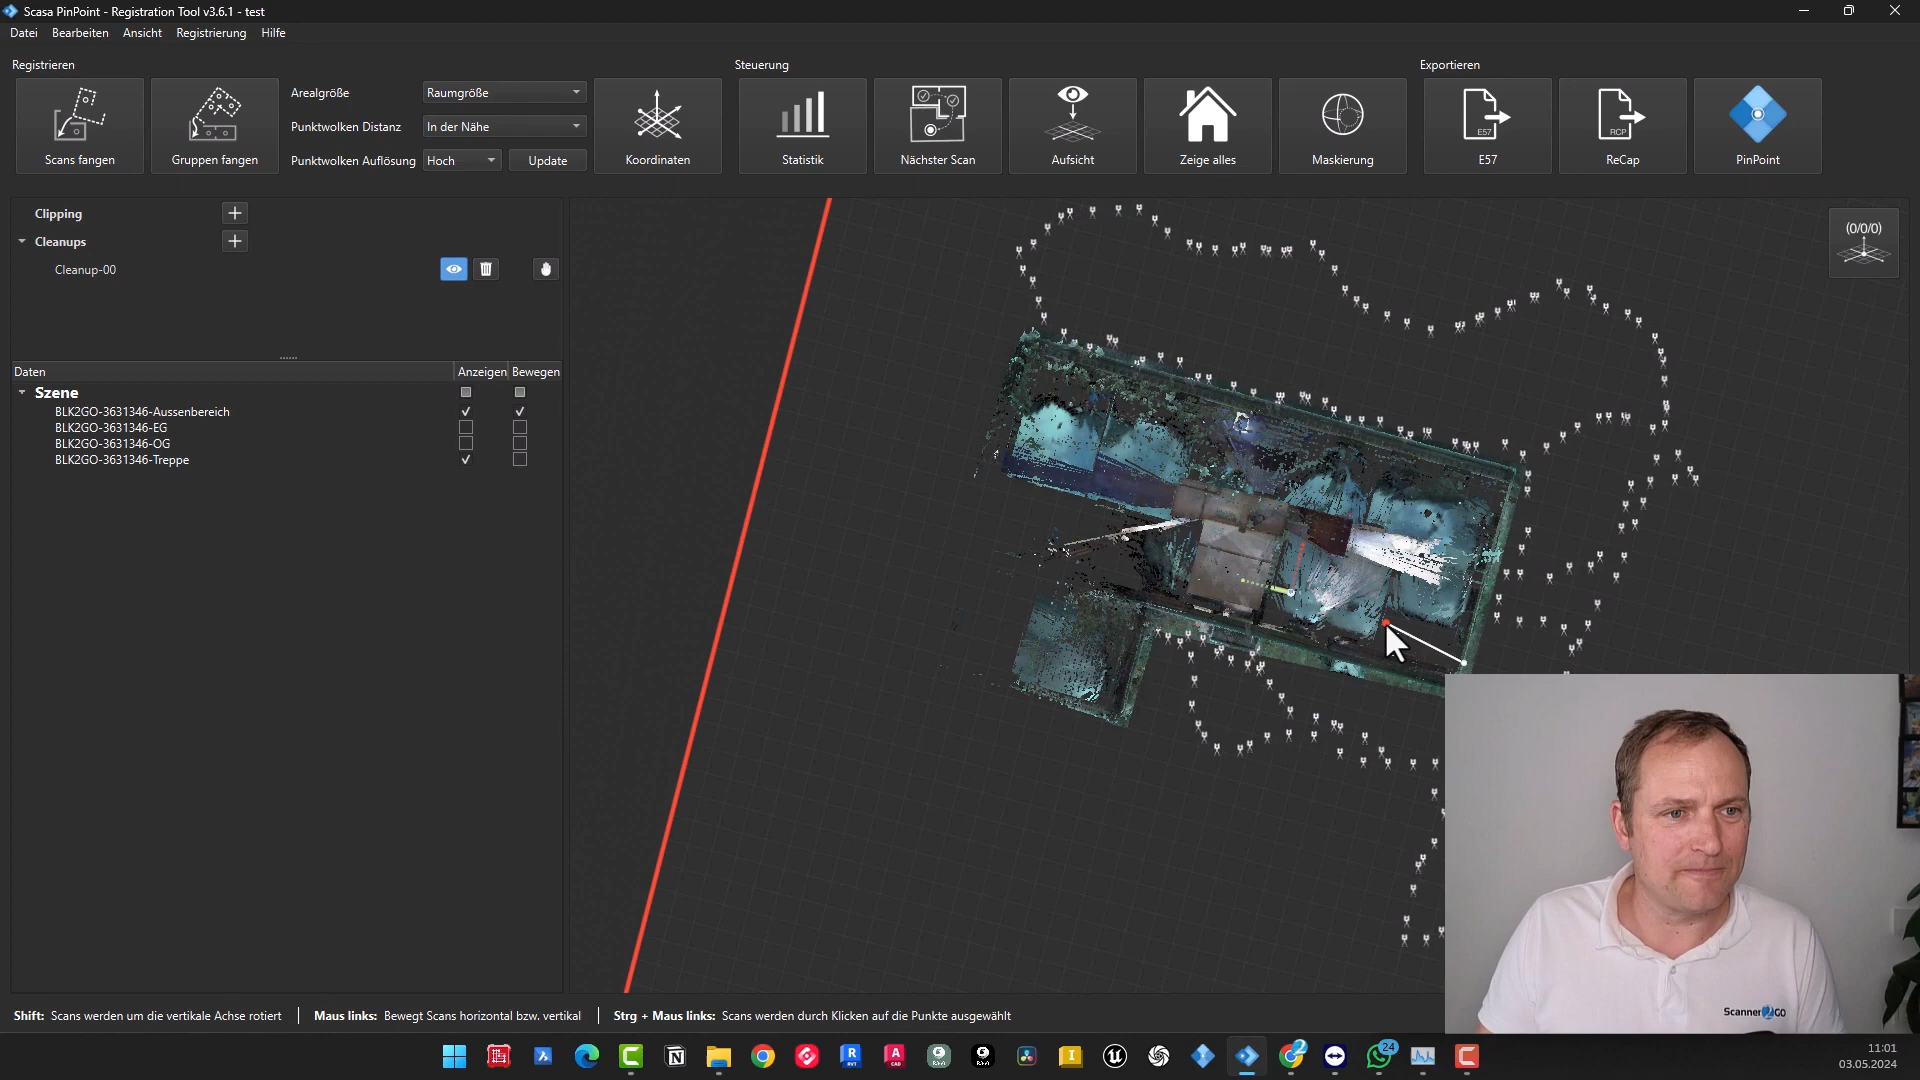 Scasa PinPoint - Registration Tool v3.6.1 - test
Datei Bearbeiten Ansicht Registrierung Hilfe
Registrieren
Steuerung
Exportieren
Scans fangen
Gruppen fangen
Arealgröße Raumgröße
Punktwolken Distanz In der Nähe
Punktwolken Auflösung Hoch Update
Koordinaten
Statistik
Nächster Scan
Aufsicht
Zeige alles
Maskierung
E57
E57
RCP
ReCap
PinPoint
Clipping
Cleanups
Cleanup-00
(0/0/0)
Daten Anzeigen Bewegen
Szene
BLK2GO-3631346-Aussenbereich
BLK2GO-3631346-EG
BLK2GO-3631346-OG
BLK2GO-3631346-Treppe
Scanner2GO
Shift: Scans werden um die vertikale Achse rotiert
Maus links: Bewegt Scans horizontal bzw. vertikal
Strg + Maus links: Scans werden durch Klicken auf die Punkte ausgewählt
24
11:01
03.05.2024